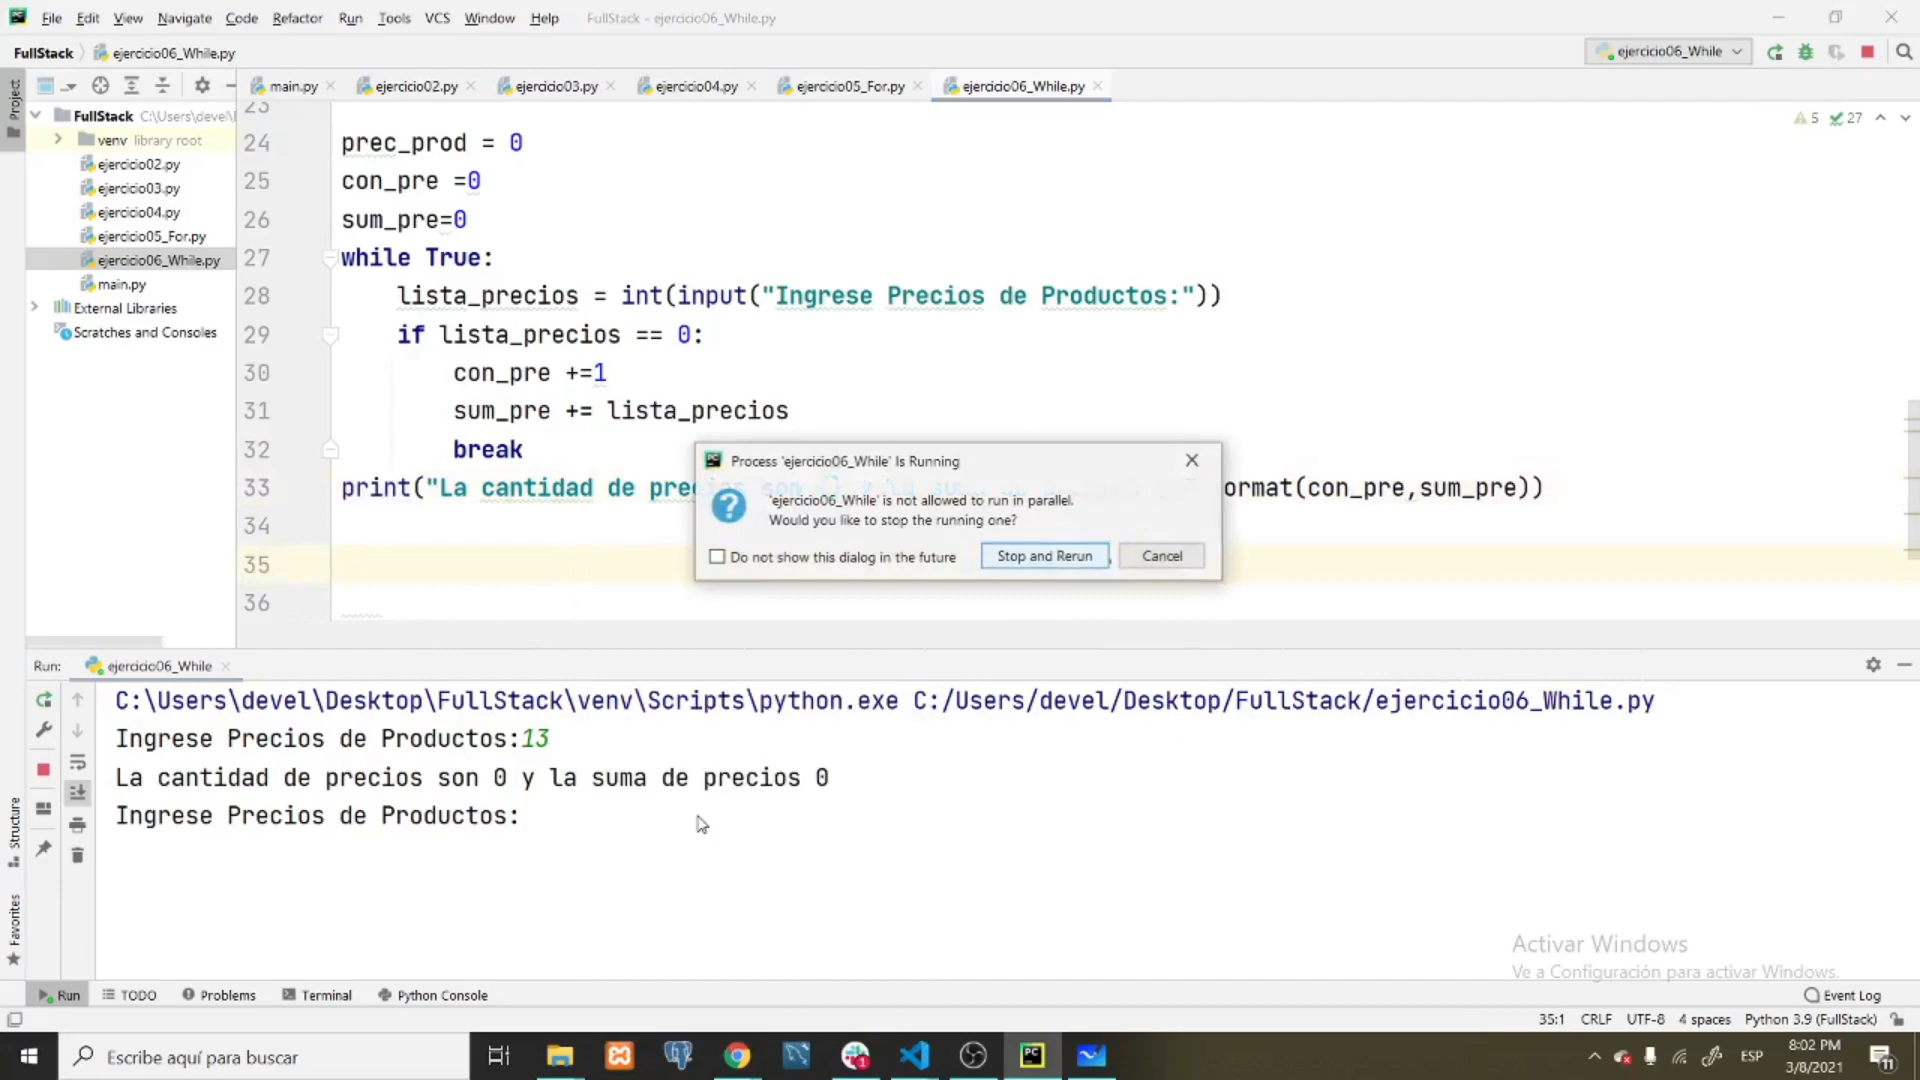 File Edit View Navigate Code Refactor Run Tools VCS Window Help FullStack - ejercicio06_While.py
FullStack ejercicio06_While.py ejercicio06_While
Project
main.py ejercicio02.py ejercicio03.py ejercicio04.py ejercicio05_For.py ejercicio06_While.py
FullStack C:\Users\devel\
venv library root
ejercicio02.py
ejercicio03.py
ejercicio04.py
ejercicio05_For.py
ejercicio06_While.py
main.py
External Libraries
Scratches and Consoles
5 27
23
24 prec_prod = 0
25 con_pre =0
26 sum_pre=0
27 while True:
28 lista_precios = int(input("Ingrese Precios de Productos:"))
29 if lista_precios == 0:
30 con_pre +=1
31 sum_pre += lista_precios
32 break
33 print("La cantidad de ormat(con_pre,sum_pre))
34
35
36
Process 'ejercicio06_While' Is Running
'ejercicio06_While' is not allowed to run in parallel.
Would you like to stop the running one?
Do not show this dialog in the future Stop and Rerun Cancel
Run: ejercicio06_While
C:\Users\devel\Desktop\FullStack\venv\Scripts\python.exe C:/Users/devel/Desktop/FullStack/ejercicio06_While.py
Ingrese Precios de Productos:13
La cantidad de precios son 0 y la suma de precios 0
Ingrese Precios de Productos:
Structure
Favorites
Activar Windows
Ve a Configuración para activar Windows.
Run TODO Problems Terminal Python Console Event Log
35:1 CRLF UTF-8 4 spaces Python 3.9 (FullStack)
Escribe aquí para buscar
ESP
8:02 PM
3/8/2021
11